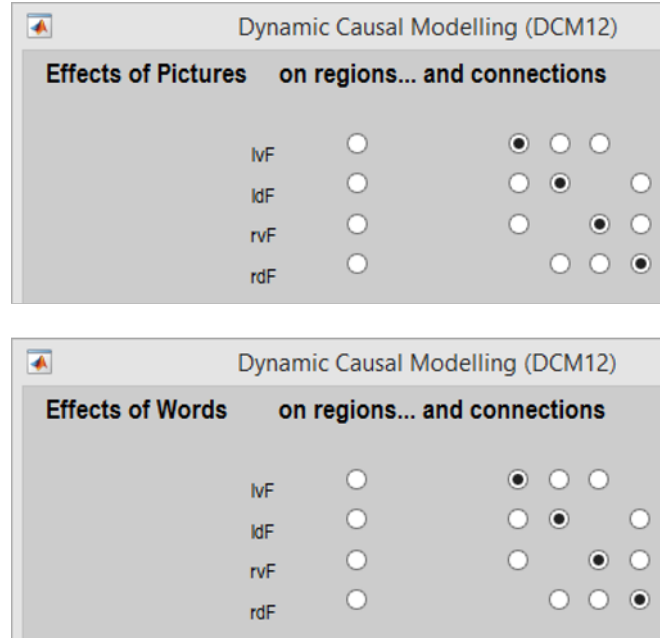 Dynamic Causal Modelling (DCM12)
Effects of Pictures on regions... and connections
lvF
ldF
rvF
rdF
Dynamic Causal Modelling (DCM12)
Effects of Words on regions... and connections
lvF
ldF
rvF
rdF